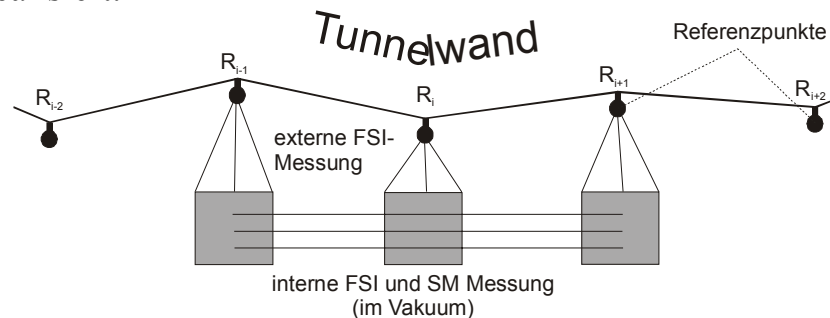 Tunnelwand
Referenzpunkte
R_{i-2}
R_{i-1}
R_i
R_{i+1}
R_{i+2}
externe FSI-
Messung
interne FSI und SM Messung
(im Vakuum)